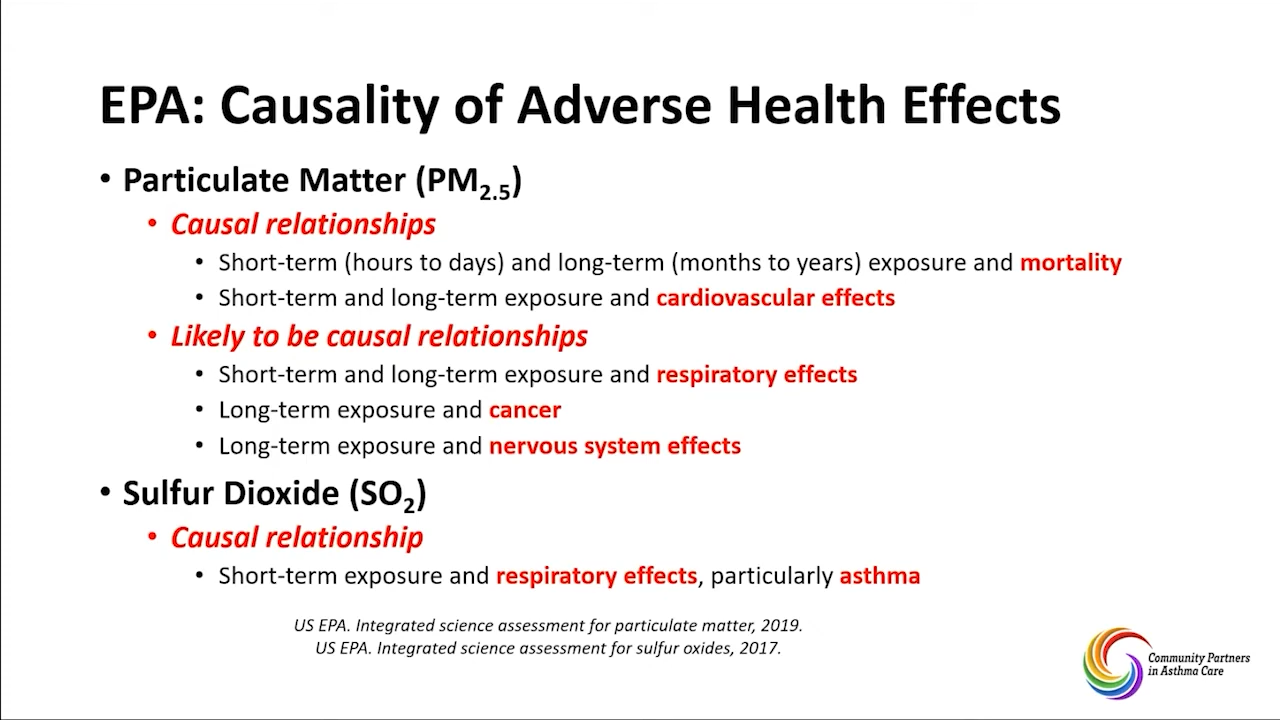 EPA: Causality of Adverse Health Effects
• Particulate Matter (PM2.5)
• Causal relationships
• Short-term (hours to days) and long-term (months to years) exposure and mortality
• Short-term and long-term exposure and cardiovascular effects
• Likely to be causal relationships
• Short-term and long-term exposure and respiratory effects
• Long-term exposure and cancer
• Long-term exposure and nervous system effects
• Sulfur Dioxide (SO2)
• Causal relationship
• Short-term exposure and respiratory effects, particularly asthma
US EPA. Integrated science assessment for particulate matter, 2019.
US EPA. Integrated science assessment for sulfur oxides, 2017.
Community Partners
in Asthma Care